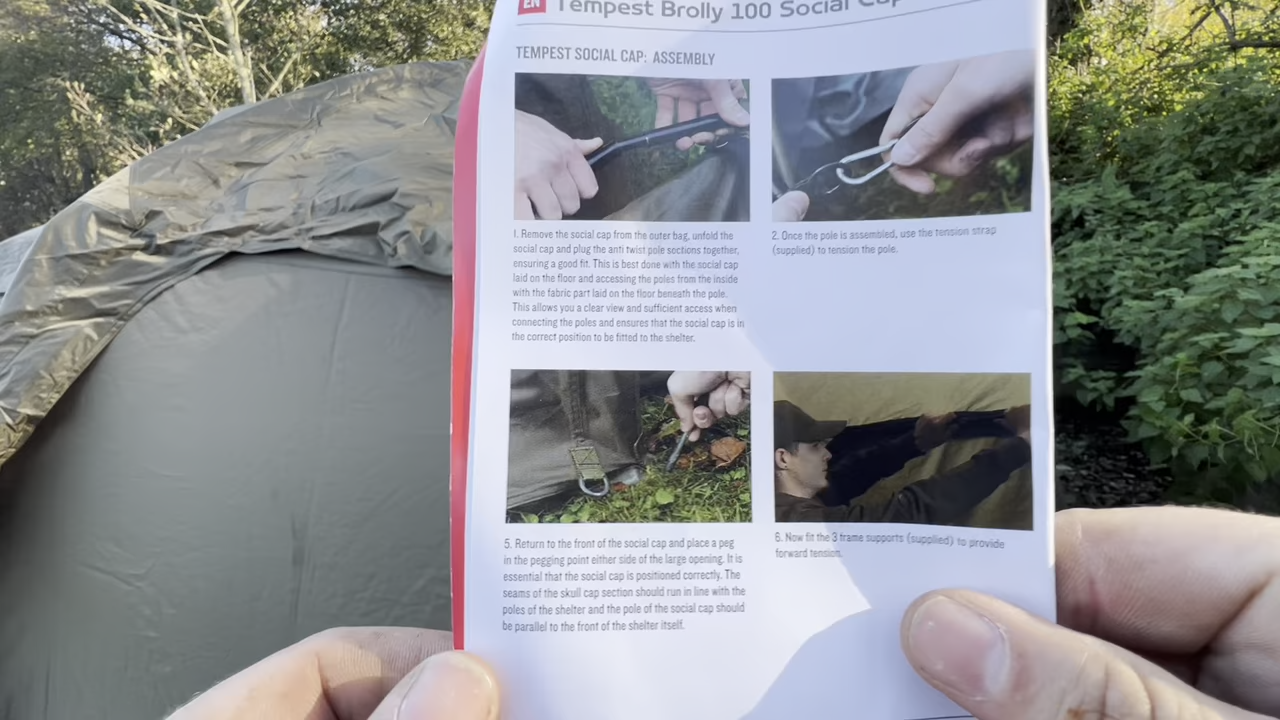 EN Tempest Brolly 100 Social Cap
TEMPEST SOCIAL CAP: ASSEMBLY
1. Remove the social cap from the outer bag, unfold the
social cap and plug the anti twist pole sections together,
ensuring a good fit. This is best done with the social cap
laid on the floor and accessing the poles from the inside
with the fabric part laid on the floor beneath the pole.
This allows you a clear view and sufficient access when
connecting the poles and ensures that the social cap is in
the correct position to be fitted to the shelter.
2. Once the pole is assembled, use the tension strap
(supplied) to tension the pole.
5. Return to the front of the social cap and place a peg
in the pegging point either side of the large opening. It is
essential that the social cap is positioned correctly. The
seams of the skull cap section should run in line with the
poles of the shelter and the pole of the social cap should
be parallel to the front of the shelter itself.
6. Now fit the 3 frame supports (supplied) to provide
forward tension.